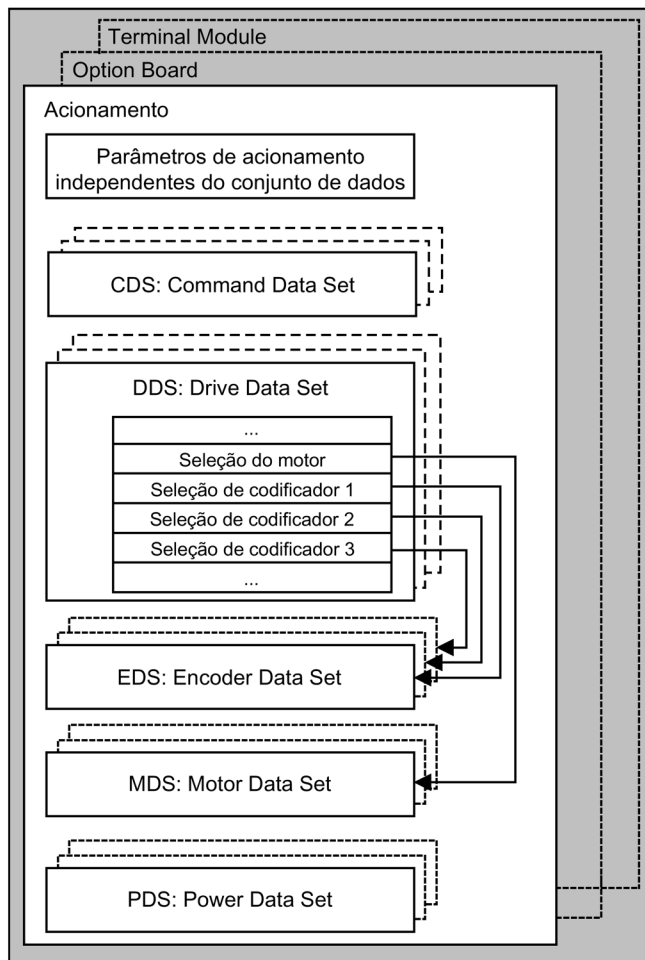 Terminal Module
Option Board
Acionamento
Parâmetros de acionamento
independentes do conjunto de dados
CDS: Command Data Set
DDS: Drive Data Set
...
Seleção do motor
Seleção de codificador 1
Seleção de codificador 2
Seleção de codificador 3
...
EDS: Encoder Data Set
MDS: Motor Data Set
PDS: Power Data Set